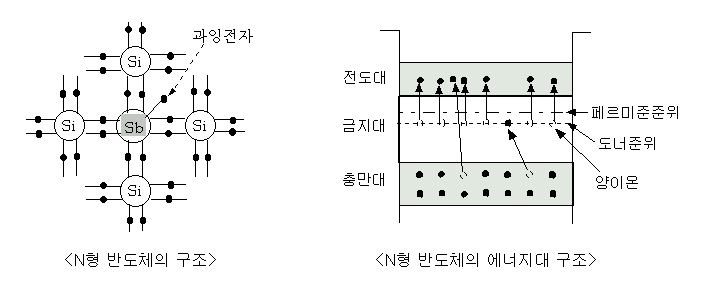 과잉전자
Si
Si
Sb
Si
Si
<N형 반도체의 구조>
전도대
금지대
충만대
페르미준준위
도너준위
양이온
<N형 반도체의 에너지대 구조>